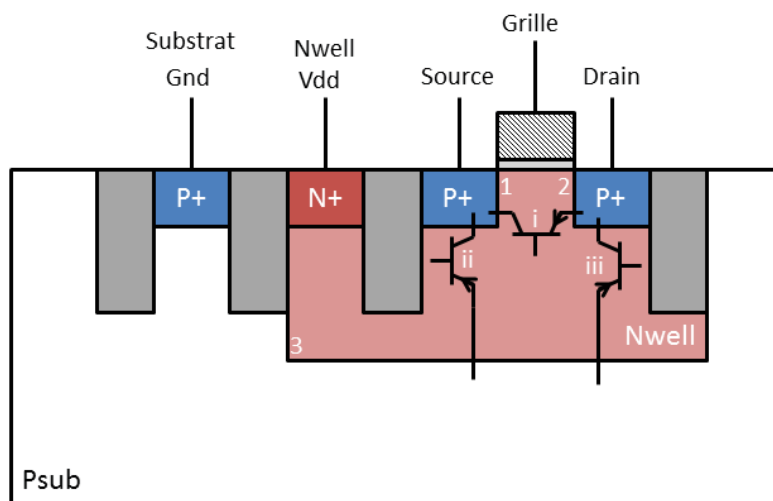 Grille
Substrat
Gnd
Nwell
Vdd
Source
Drain
P+
N+
P+
P+
1
2
i
ii
iii
3
Nwell
Psub